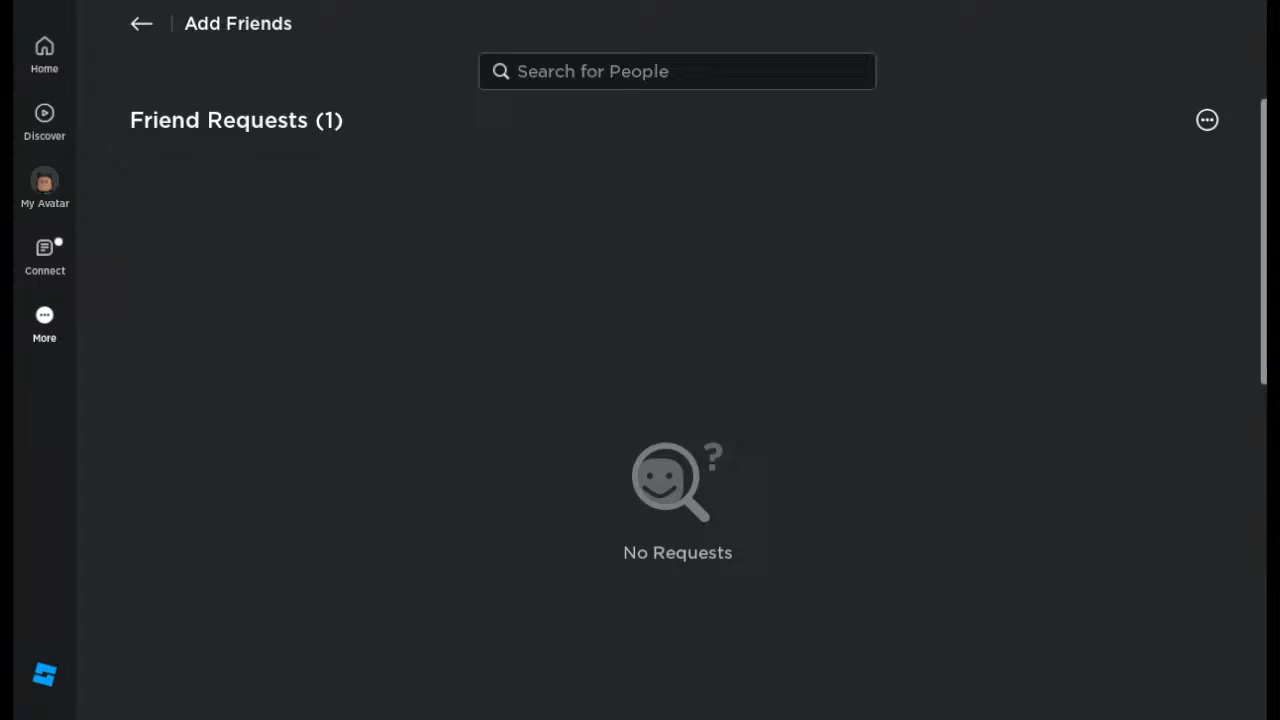 Add Friends
Search for People
Friend Requests (1)
Home
Discover
My Avatar
Connect
More
?
No Requests